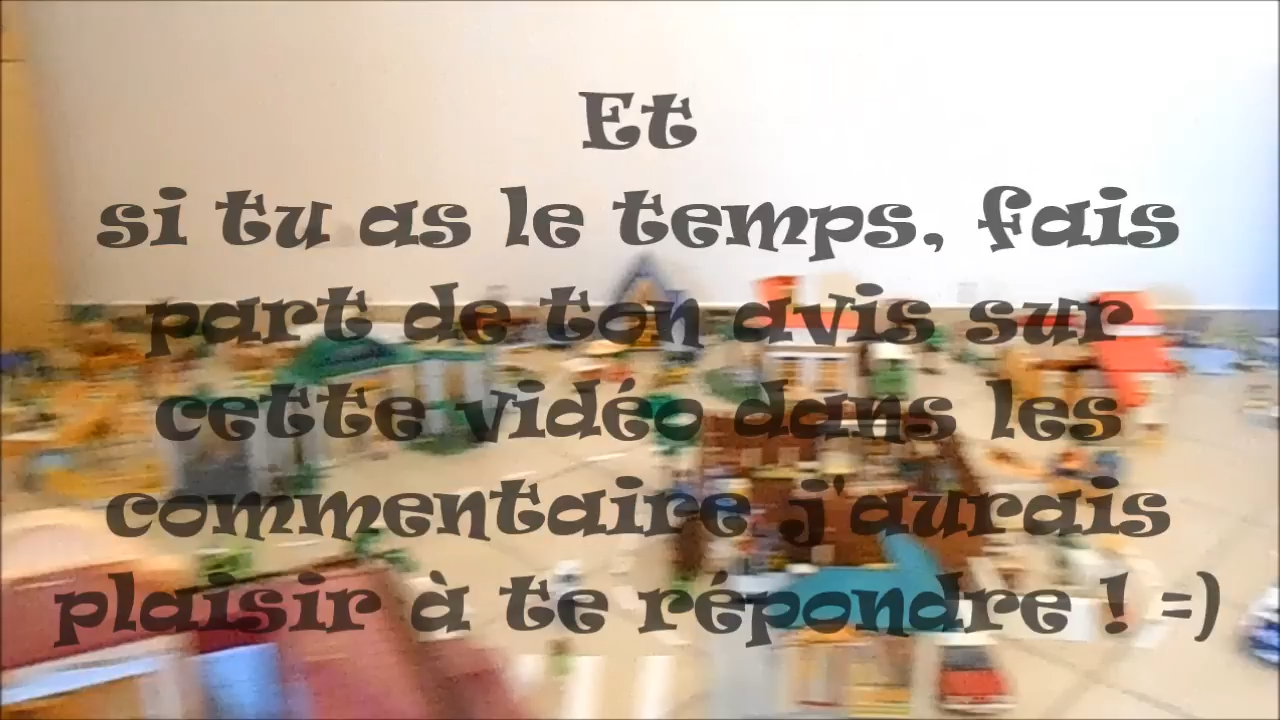 Et
si tu as le temps, fais
part de ton avis sur
cette vidéo dans les
commentaire j'aurais
plaisir à te répondre ! =)